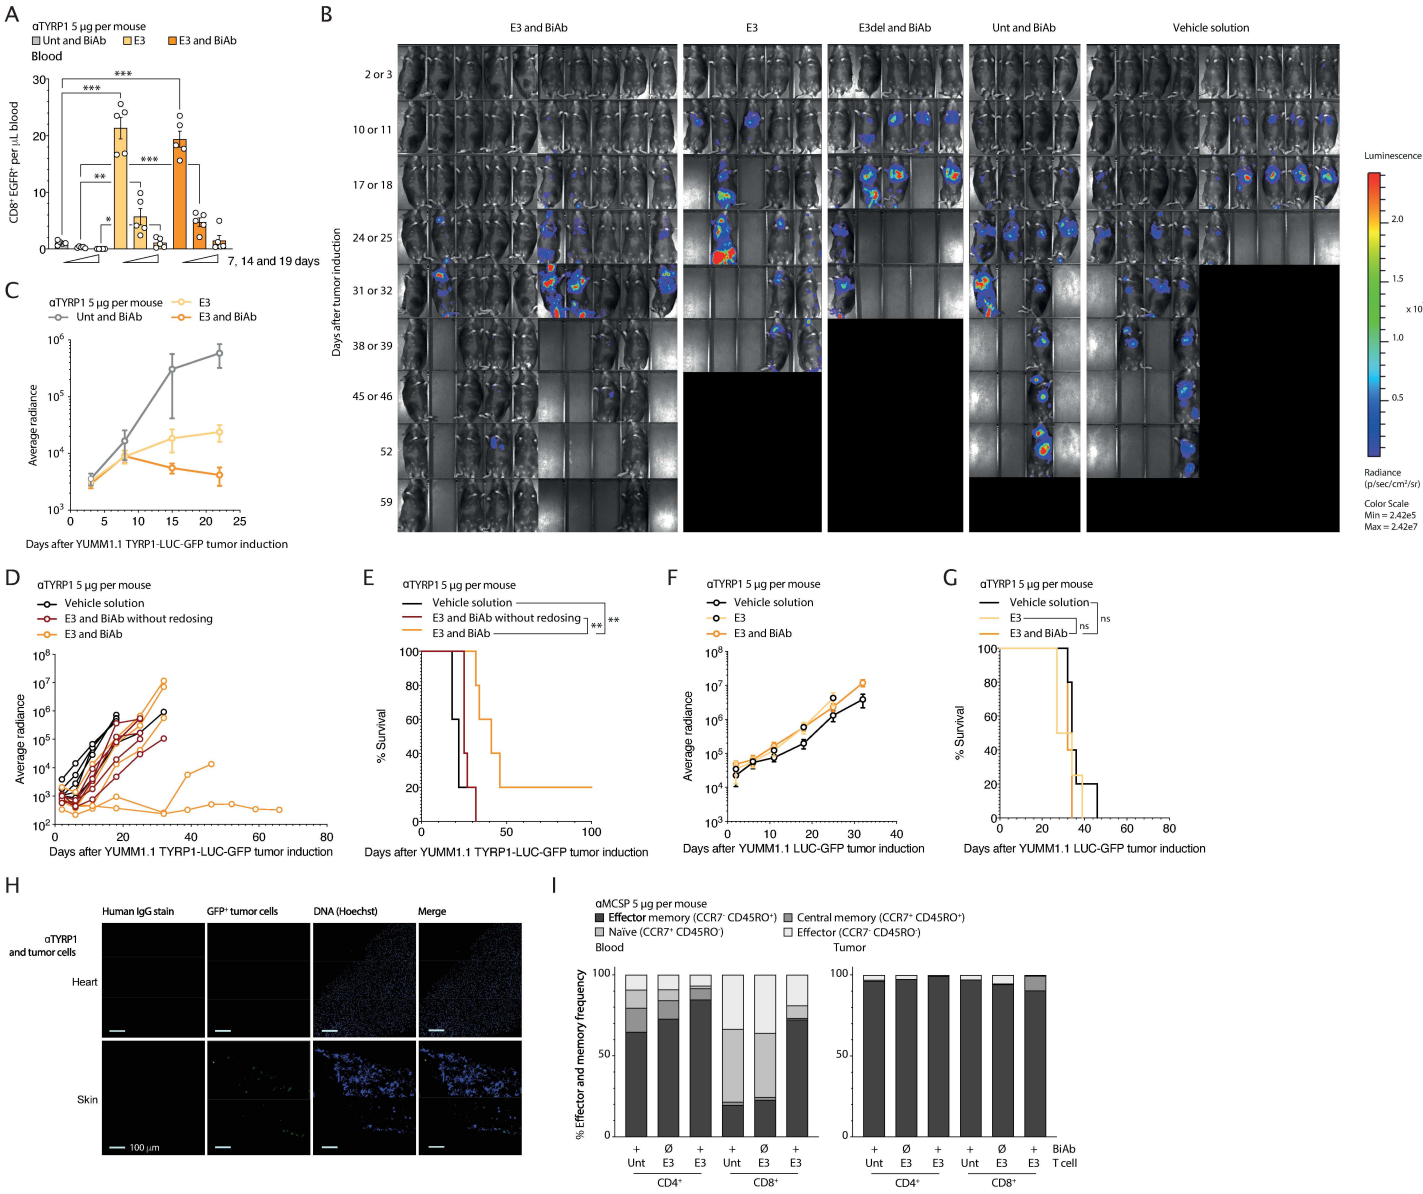 A
αTYRP1 5 µg per mouse
Unt and BiAb E3 E3 and BiAb
Blood
CD8⁺ EGFR⁺ per µL blood
30
20
10
0
***
***
***
**
*
7, 14 and 19 days
B
E3 and BiAb E3 E3del and BiAb Unt and BiAb Vehicle solution
Days after tumor induction
2 or 3
10 or 11
17 or 18
24 or 25
31 or 32
38 or 39
45 or 46
52
59
Luminescence
2.0
1.5
x 10
1.0
0.5
Radiance
(p/sec/cm²/sr)
Color Scale
Min = 2.42e5
Max = 2.42e7
C
αTYRP1 5 µg per mouse E3
Unt and BiAb E3 and BiAb
Average radiance
10⁶
10⁵
10⁴
10³
0 5 10 15 20 25
Days after YUMM1.1 TYRP1-LUC-GFP tumor induction
D
αTYRP1 5 µg per mouse
Vehicle solution
E3 and BiAb without redosing
E3 and BiAb
Average radiance
10⁸
10⁷
10⁶
10⁵
10⁴
10³
10²
0 20 40 60 80
Days after YUMM1.1 TYRP1-LUC-GFP tumor induction
E
αTYRP1 5 µg per mouse
Vehicle solution
E3 and BiAb without redosing
E3 and BiAb
**
**
% Survival
100
80
60
40
20
0
0 50 100
Days after YUMM1.1 TYRP1-LUC-GFP tumor induction
F
αTYRP1 5 µg per mouse
Vehicle solution
E3
E3 and BiAb
Average radiance
10⁸
10⁷
10⁶
10⁵
10⁴
10³
0 10 20 30 40
Days after YUMM1.1 LUC-GFP tumor induction
G
αTYRP1 5 µg per mouse
Vehicle solution
E3
E3 and BiAb
ns
ns
% Survival
100
80
60
40
20
0
0 20 40 60 80
Days after YUMM1.1 LUC-GFP tumor induction
H
Human IgG stain GFP⁺ tumor cells DNA (Hoechst) Merge
αTYRP1
and tumor cells
Heart
Skin
100 µm
I
αMCSP 5 µg per mouse
Effector memory (CCR7⁻ CD45RO⁺) Central memory (CCR7⁺ CD45RO⁺)
Naïve (CCR7⁺ CD45RO⁻) Effector (CCR7⁻ CD45RO⁻)
Blood Tumor
% Effector and memory frequency
100
50
0
100
50
0
+ Ø + + Ø + + Ø + + Ø + BiAb
Unt E3 E3 Unt E3 E3 Unt E3 E3 Unt E3 E3 T cell
CD4⁺ CD8⁺ CD4⁺ CD8⁺